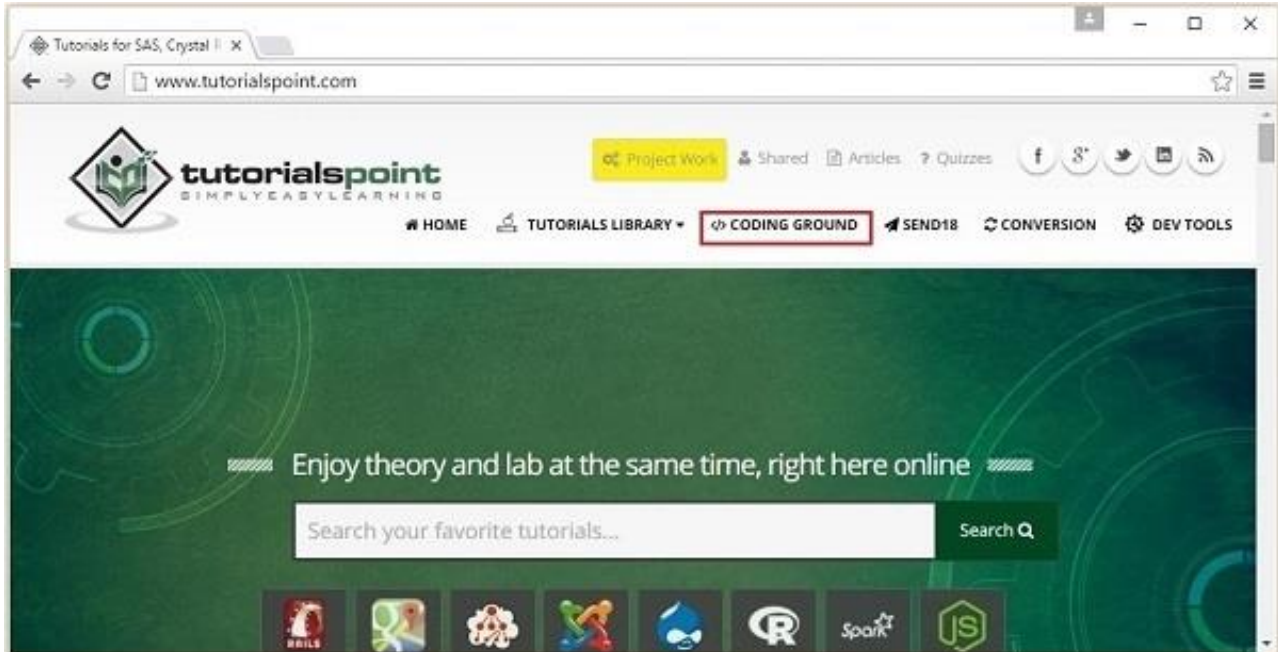 Tutorials for SAS, Crystal
www.tutorialspoint.com
Project Work Shared Articles ? Quizzes f g+
tutorialspoint
SIMPLYEASYLEARNING
HOME TUTORIALS LIBRARY </> CODING GROUND SEND18 CONVERSION DEV TOOLS
Enjoy theory and lab at the same time, right here online
Search your favorite tutorials... Search
RAILS R Spark JS